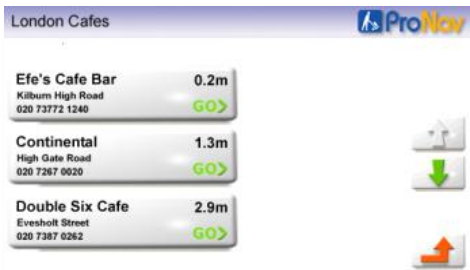 London Cafes
ProNav
Efe's Cafe Bar 0.2m
Kilburn High Road
020 73772 1240 GO>
Continental 1.3m
High Gate Road
020 7267 0020 GO>
Double Six Cafe 2.9m
Evesholt Street
020 7387 0262 GO>